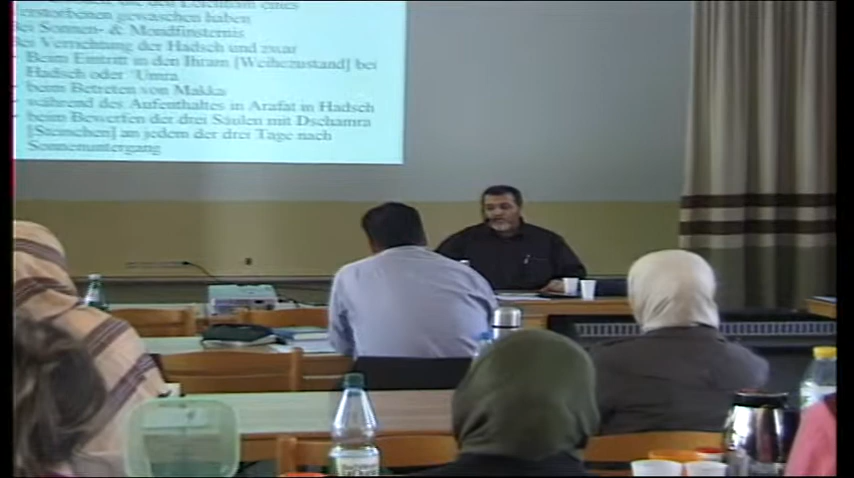 erstorbenen gewaschen haben
Bei Sonnen- & Mondfinsternis
Bei Verrichtung der Hadsch und zwar
- Beim Eintritt in den Ihram [Weihezustand] bei
Hadsch oder 'Umra
- beim Betreten von Makka
- während des Aufenthaltes in Arafat in Hadsch
- beim Bewerfen der drei Säulen mit Dschamra
[Steinchen] an jedem der drei Tage nach
Sonnenuntergang